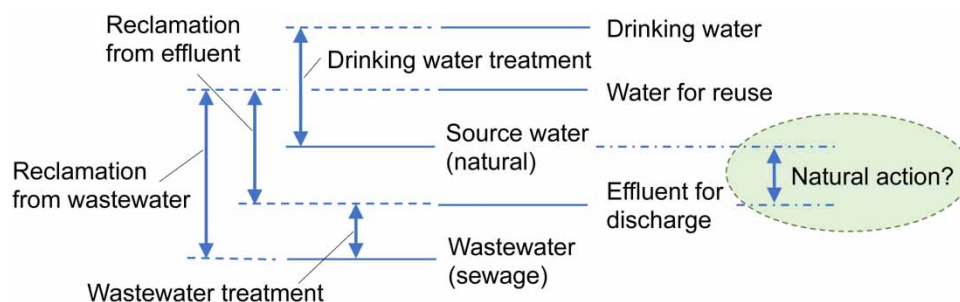 Reclamation
from effluent
Drinking water
Drinking water treatment
Water for reuse
Source water
(natural)
Reclamation
from wastewater
Natural action?
Effluent for
discharge
Wastewater
(sewage)
Wastewater treatment